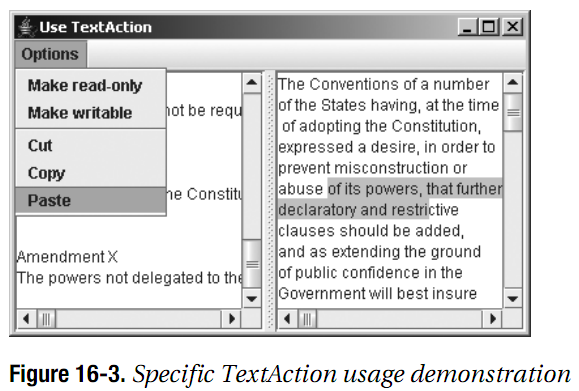 Use TextAction
Options
Make read-only
Make writable
Cut
Copy
Paste
not be requ
he Constitu
Amendment X
The powers not delegated to the
The Conventions of a number
of the States having, at the time
of adopting the Constitution,
expressed a desire, in order to
prevent misconstruction or
abuse of its powers, that further
declaratory and restrictive
clauses should be added,
and as extending the ground
of public confidence in the
Government will best insure
Figure 16-3. Specific TextAction usage demonstration